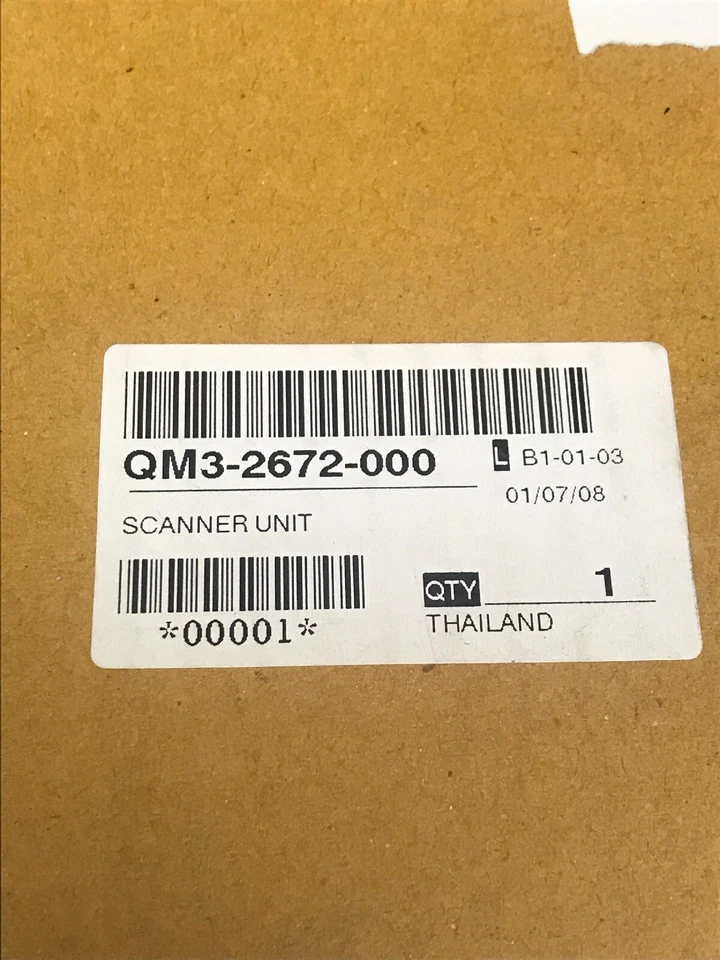 QM3-2672-000
L B1-01-03
01/07/08
SCANNER UNIT
*00001*
QTY 1
THAILAND